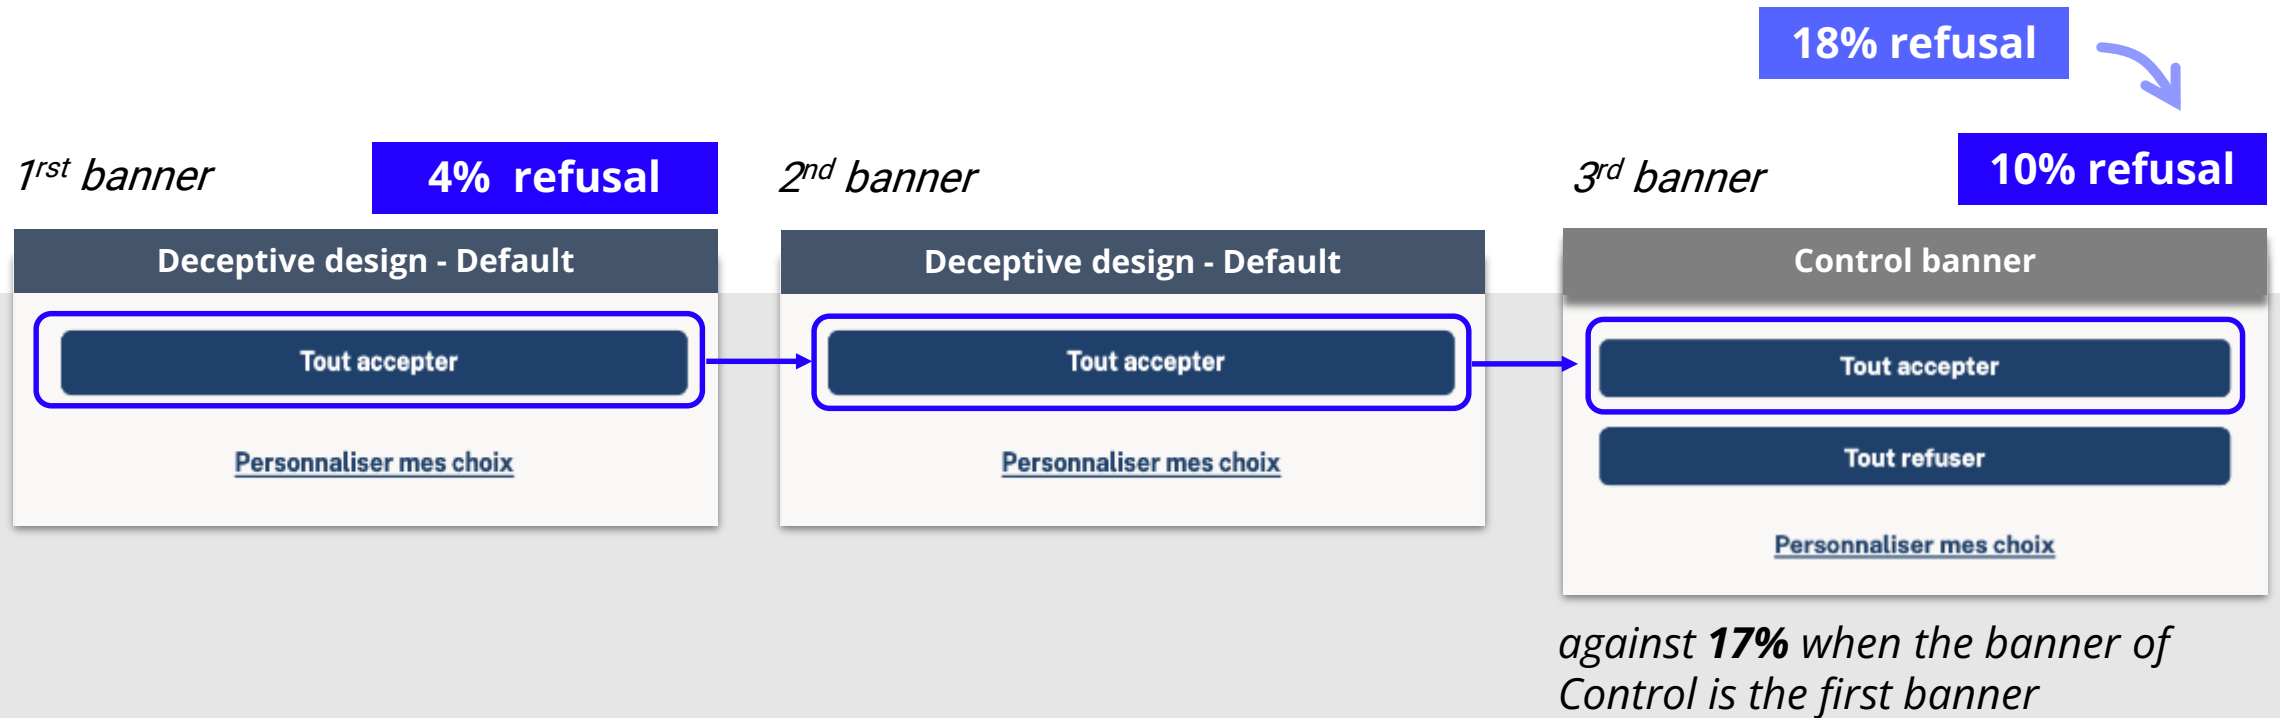 18% refusal
1rst banner
4% refusal
2nd banner
3rd banner
10% refusal
Deceptive design - Default
Deceptive design - Default
Control banner
Tout accepter
Tout accepter
Tout accepter
Personnaliser mes choix
Personnaliser mes choix
Tout refuser
Personnaliser mes choix
against 17% when the banner of
Control is the first banner